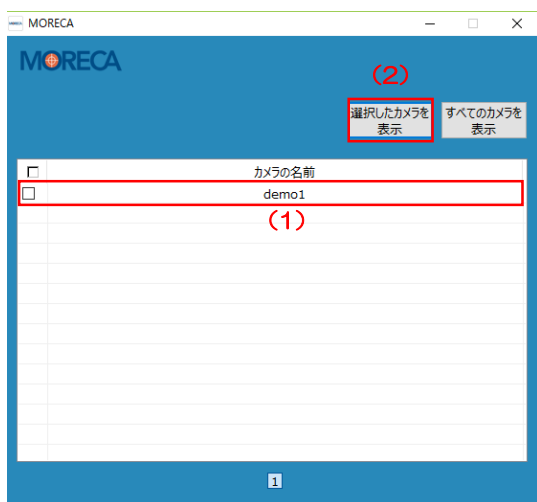 MORECA
MORECA
(2)
選択したカメラを
表示
すべてのカメラを
表示
カメラの名前
demo1
(1)
1